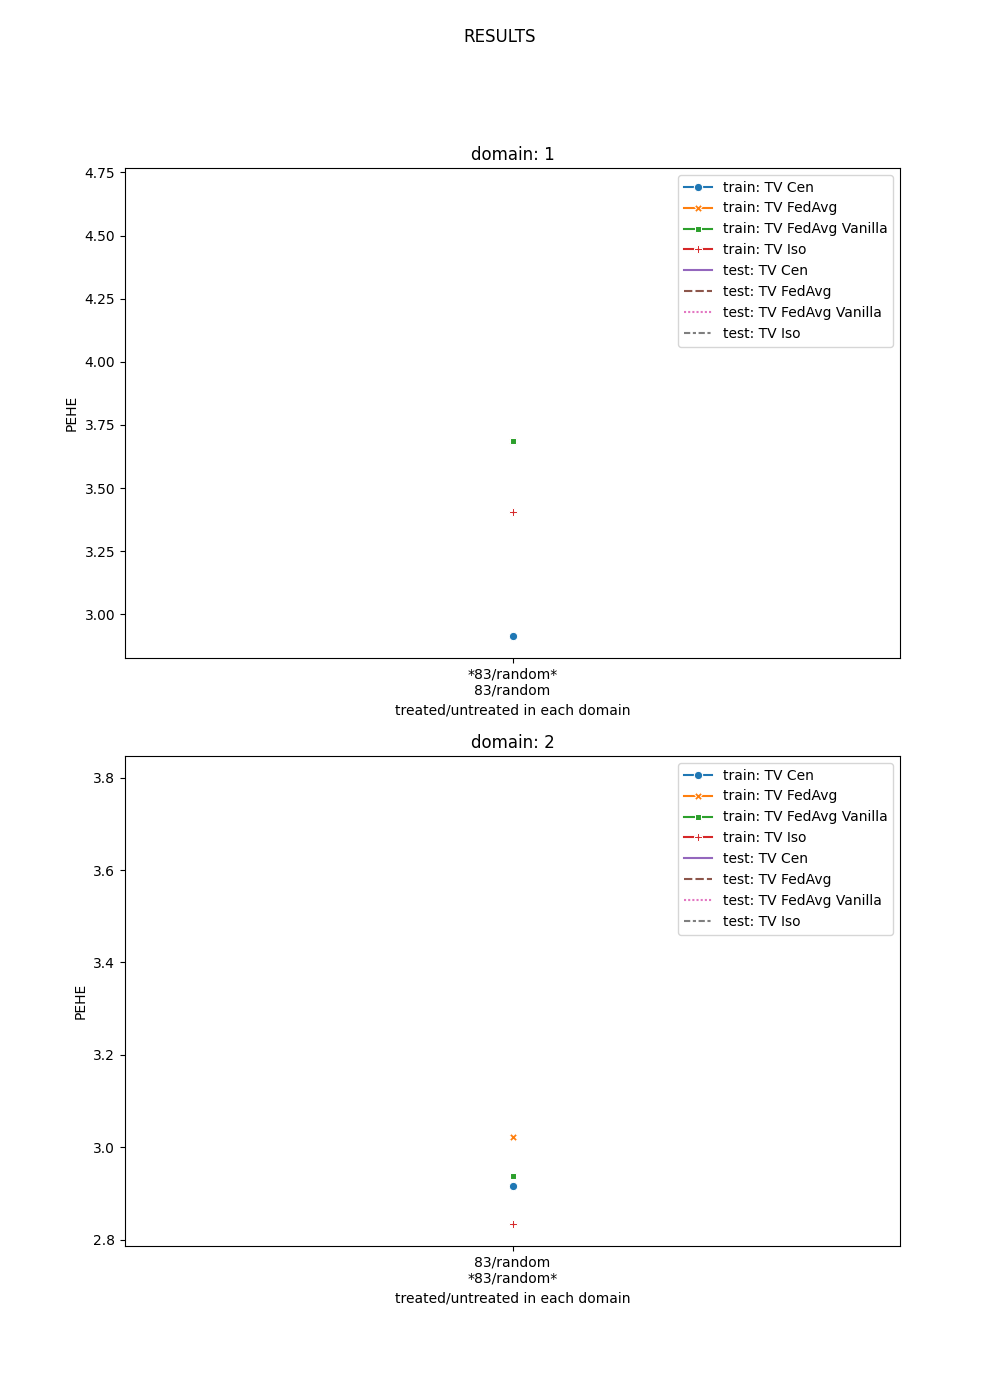 RESULTS
domain: 1
4.75
4.50
4.25
4.00
3.75
3.50
3.25
3.00
PEHE
train: TV Cen
train: TV FedAvg
train: TV FedAvg Vanilla
train: TV Iso
test: TV Cen
test: TV FedAvg
test: TV FedAvg Vanilla
test: TV Iso
*83/random*
83/random
treated/untreated in each domain
domain: 2
3.8
3.6
3.4
3.2
3.0
2.8
PEHE
train: TV Cen
train: TV FedAvg
train: TV FedAvg Vanilla
train: TV Iso
test: TV Cen
test: TV FedAvg
test: TV FedAvg Vanilla
test: TV Iso
83/random
*83/random*
treated/untreated in each domain